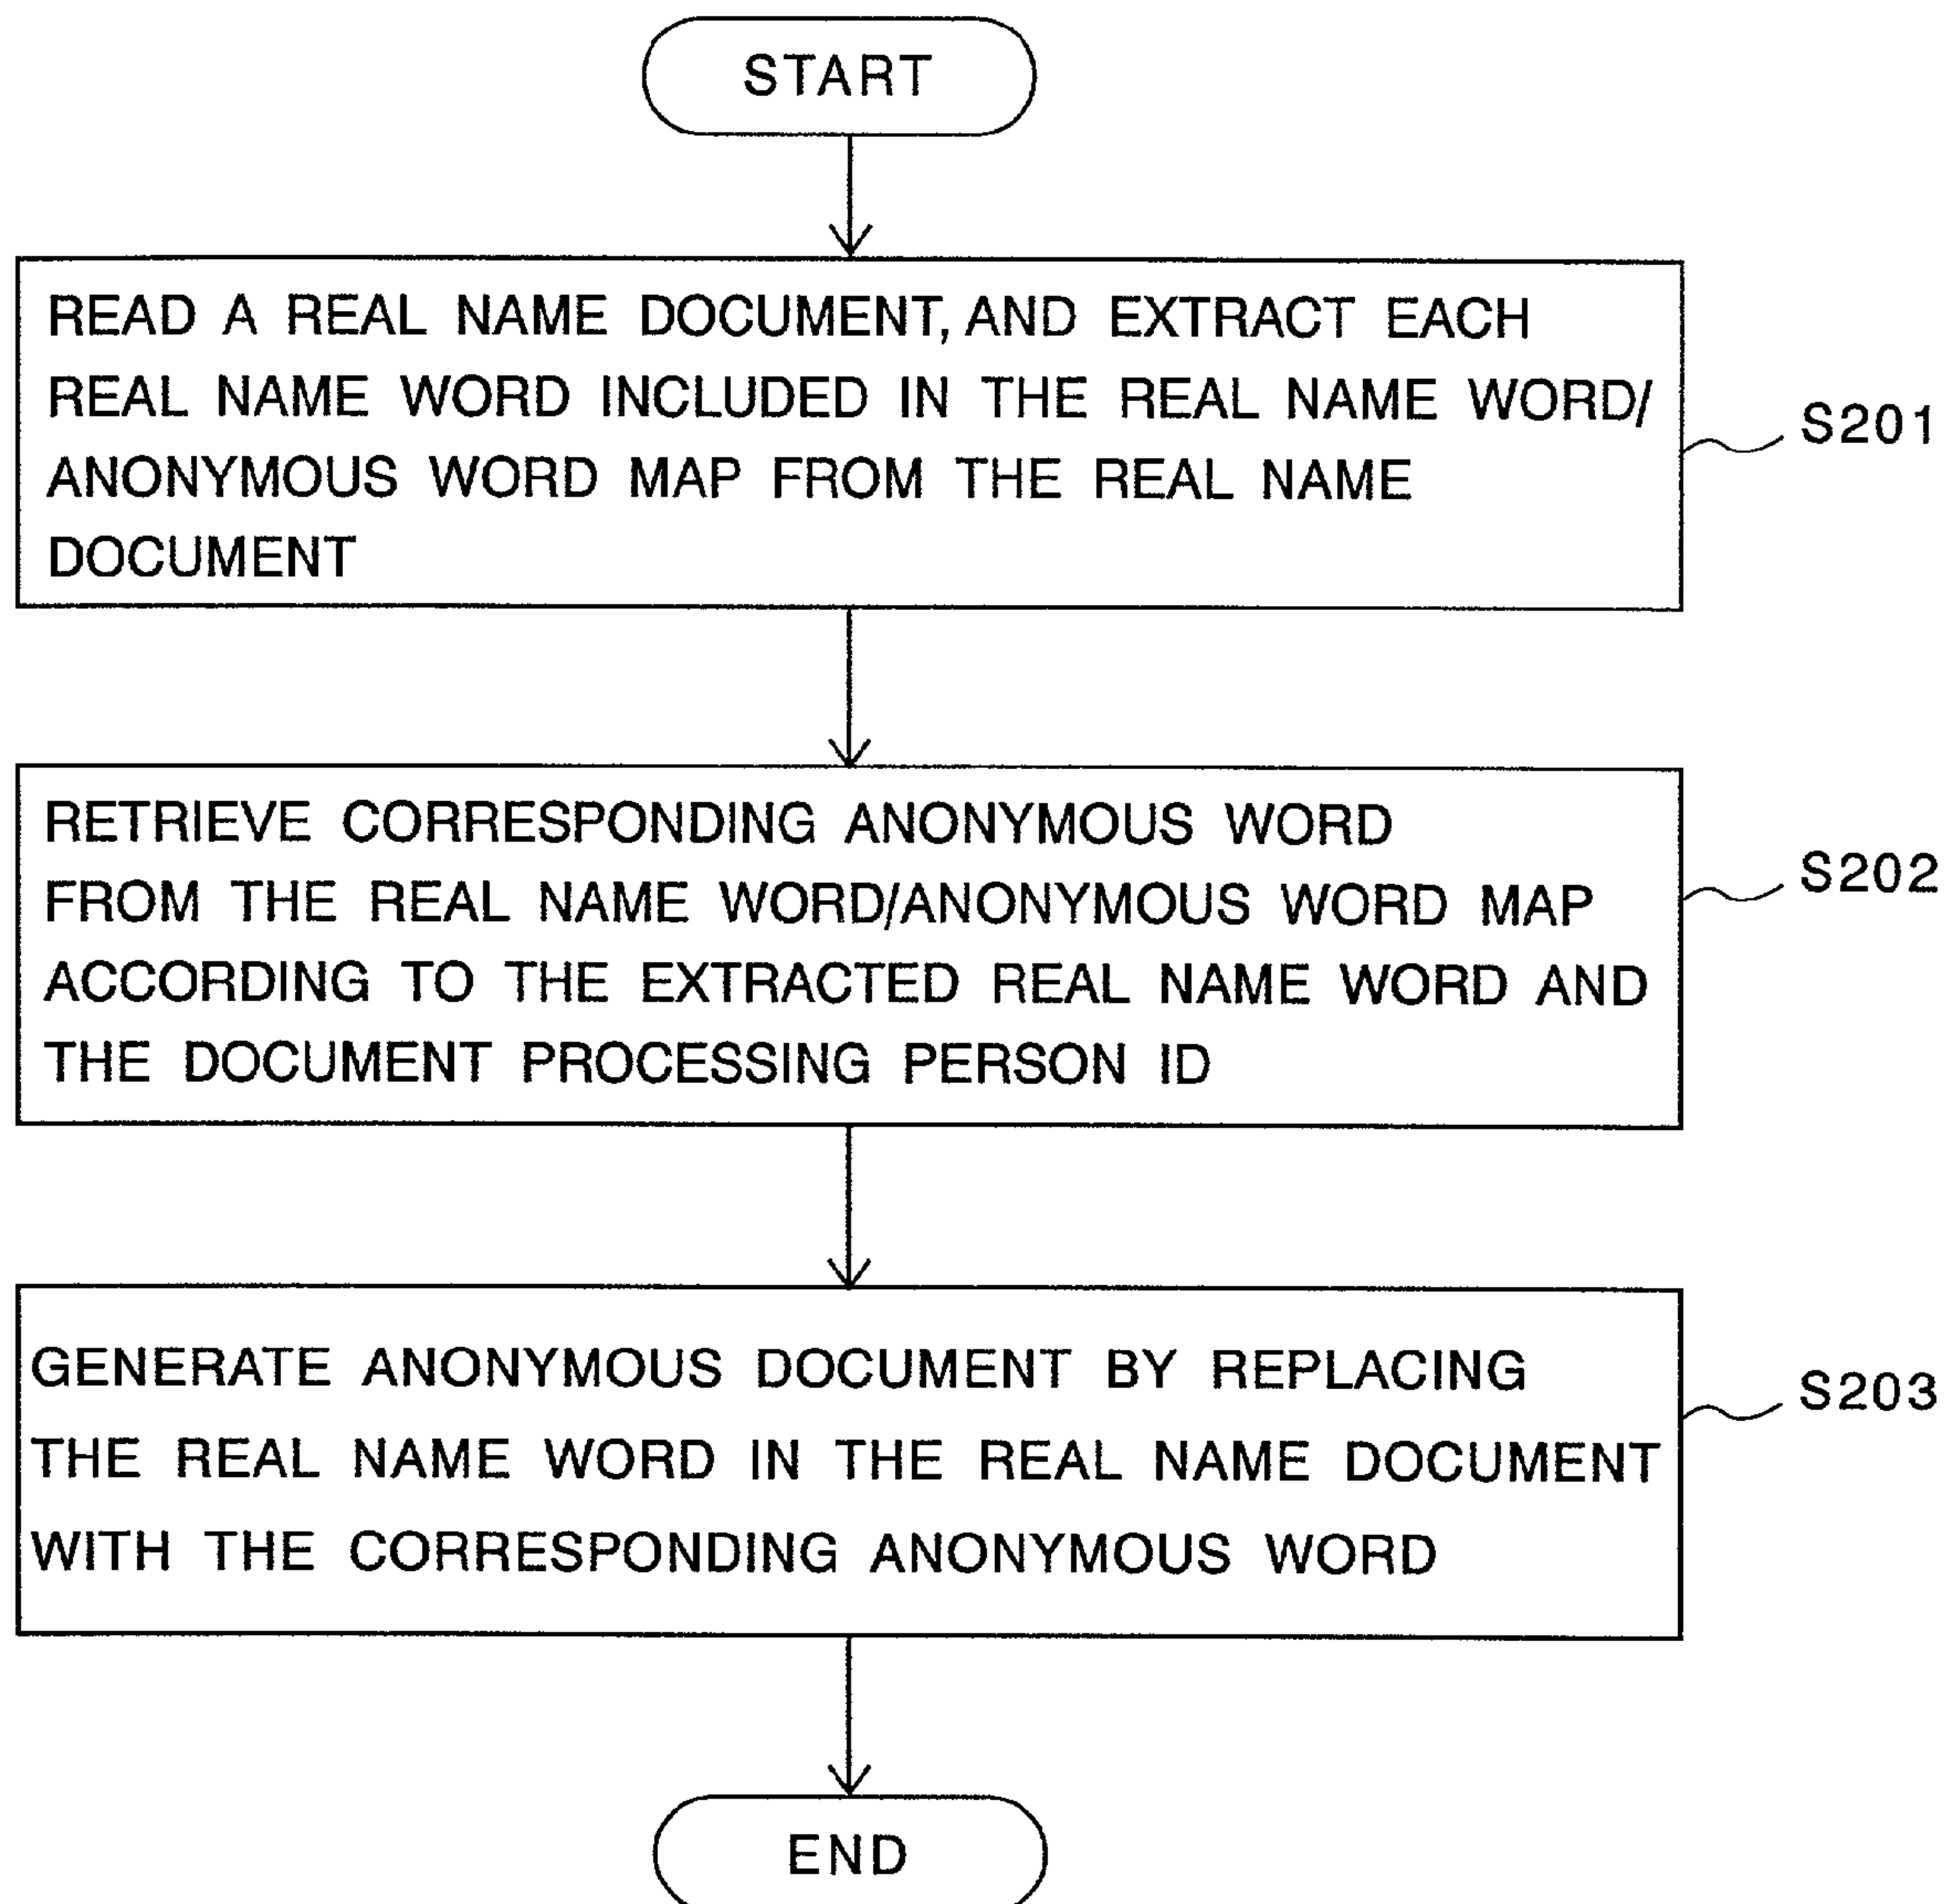 START
READ A REAL NAME DOCUMENT, AND EXTRACT EACH
REAL NAME WORD INCLUDED IN THE REAL NAME WORD/
ANONYMOUS WORD MAP FROM THE REAL NAME
DOCUMENT
S201
RETRIEVE CORRESPONDING ANONYMOUS WORD
FROM THE REAL NAME WORD/ANONYMOUS WORD MAP
ACCORDING TO THE EXTRACTED REAL NAME WORD AND
THE DOCUMENT PROCESSING PERSON ID
S202
GENERATE ANONYMOUS DOCUMENT BY REPLACING
THE REAL NAME WORD IN THE REAL NAME DOCUMENT
WITH THE CORRESPONDING ANONYMOUS WORD
S203
END